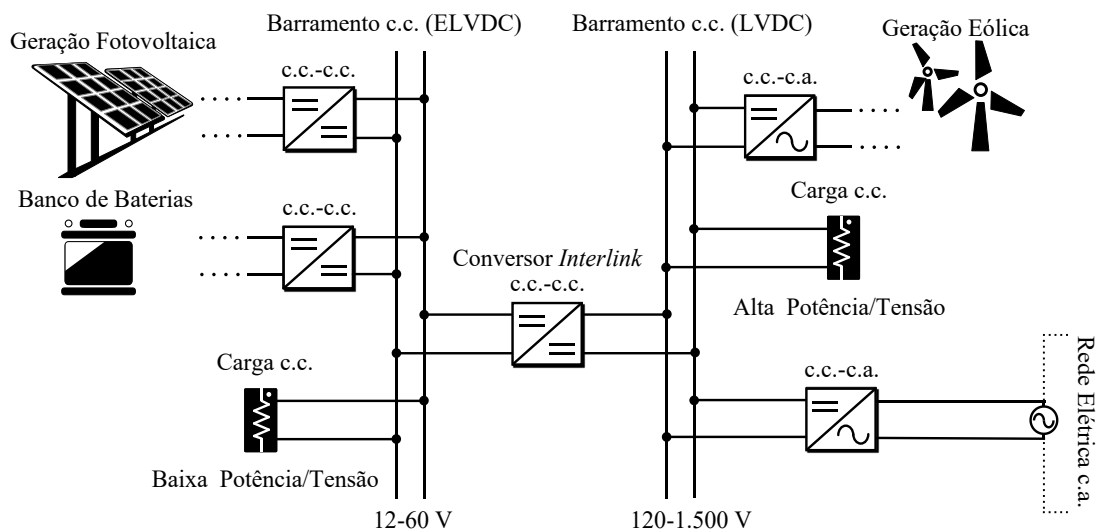 Barramento c.c. (ELVDC)
Barramento c.c. (LVDC)
Geração Fotovoltaica
Geração Eólica
c.c.-c.c.
c.c.-c.a.
Banco de Baterias
c.c.-c.c.
Carga c.c.
Conversor Interlink
c.c.-c.c.
Alta Potência/Tensão
Carga c.c.
c.c.-c.a.
Rede Elétrica c.a.
Baixa Potência/Tensão
12-60 V
120-1.500 V